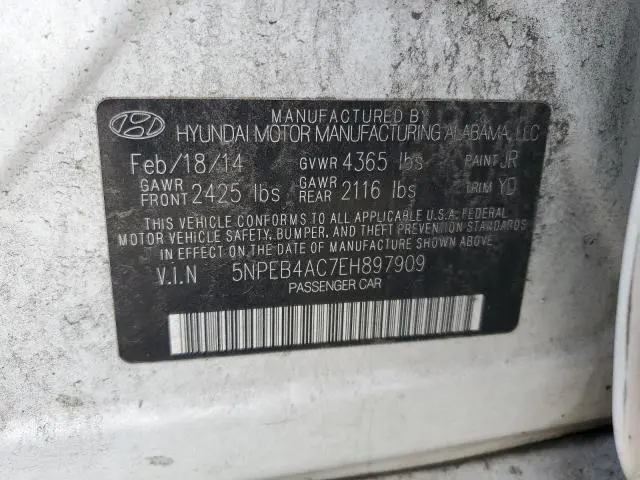 MANUFACTURED BY
HYUNDAI MOTOR MANUFACTURING ALABAMA, LLC
Feb/18/14 GVWR 4365 lbs PAINT JR
GAWR FRONT 2425 lbs GAWR REAR 2116 lbs TRIM YD
THIS VEHICLE CONFORMS TO ALL APPLICABLE U.S.A. FEDERAL
MOTOR VEHICLE SAFETY, BUMPER, AND THEFT PREVENTION STANDARDS
IN EFFECT ON THE DATE OF MANUFACTURE SHOWN ABOVE.
V.I.N 5NPEB4AC7EH897909
PASSENGER CAR